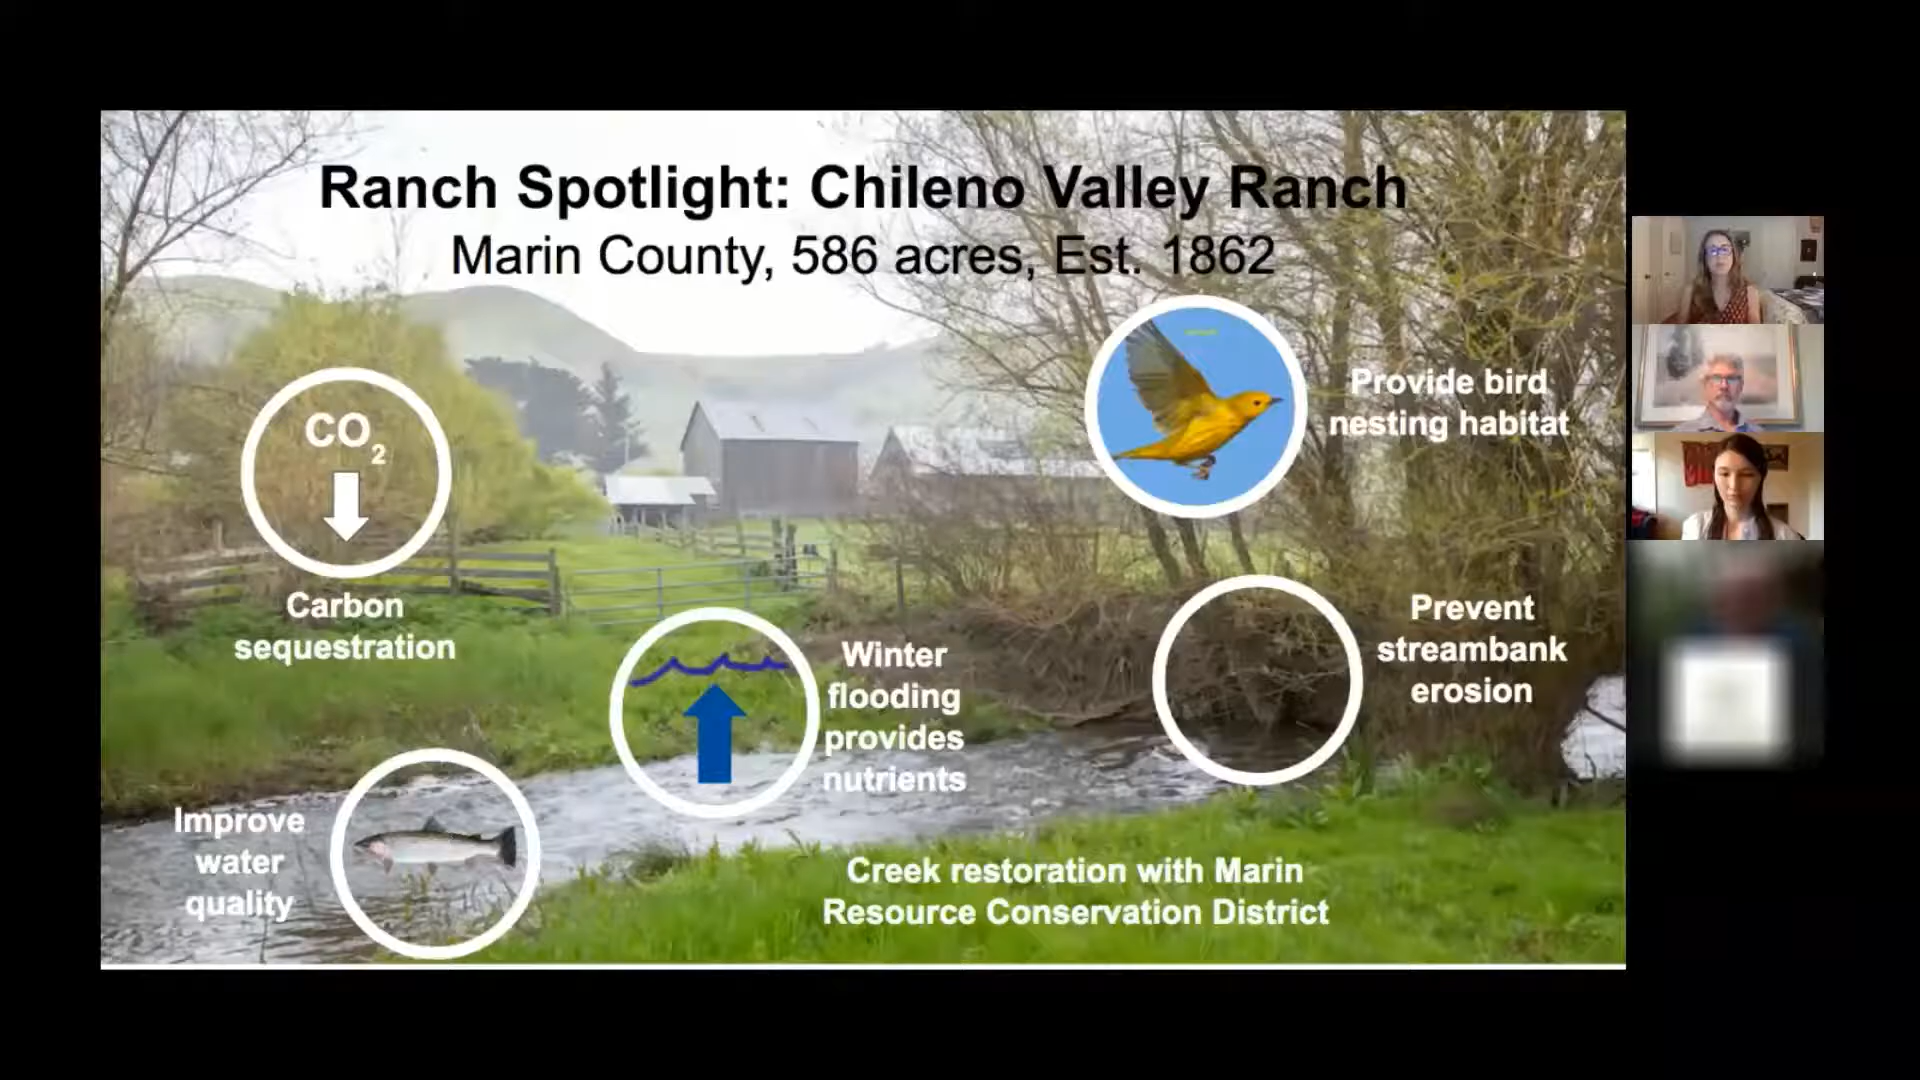 Ranch Spotlight: Chileno Valley Ranch
Marin County, 586 acres, Est. 1862
CO2
Carbon
sequestration
Provide bird
nesting habitat
Prevent
streambank
erosion
Winter
flooding
provides
nutrients
Improve
water
quality
Creek restoration with Marin
Resource Conservation District